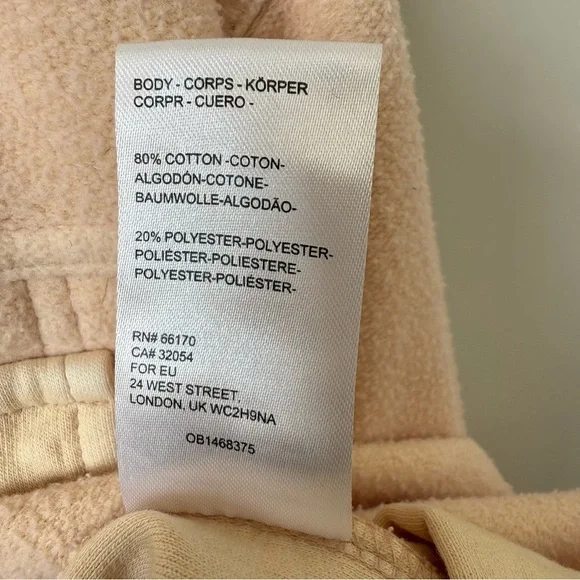 BODY - CORPS - KÖRPER
CORPR - CUERO -
80% COTTON -COTON-
ALGODÓN-COTONE-
BAUMWOLLE-ALGODÃO-
20% POLYESTER-POLYESTER-
POLIÉSTER-POLIESTERE-
POLYESTER-POLIÉSTER-
RN# 66170
CA# 32054
FOR EU
24 WEST STREET,
LONDON, UK WC2H9NA
OB1468375